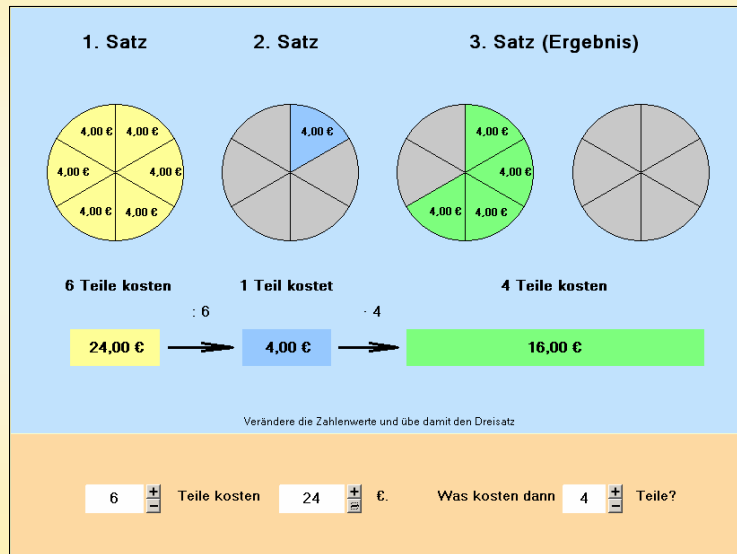 1. Satz 2. Satz 3. Satz (Ergebnis)
4,00 € 4,00 € 4,00 € 4,00 €
4,00 € 4,00 € 4,00 €
4,00 € 4,00 € 4,00 € 4,00 €
6 Teile kosten 1 Teil kostet 4 Teile kosten
: 6 · 4
24,00 € 4,00 € 16,00 €
Verändere die Zahlenwerte und übe damit den Dreisatz
6 + − Teile kosten 24 + €. Was kosten dann 4 + − Teile?